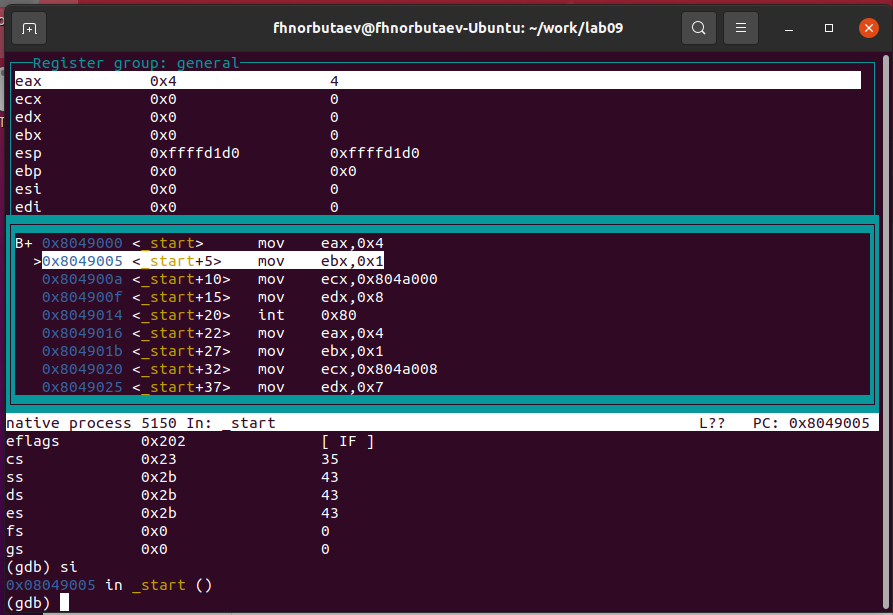 fhnorbutaev@fhnorbutaev-Ubuntu: ~/work/lab09
Register group: general
eax 0x4 4
ecx 0x0 0
edx 0x0 0
ebx 0x0 0
esp 0xffffd1d0 0xffffd1d0
ebp 0x0 0x0
esi 0x0 0
edi 0x0 0
B+ 0x8049000 <_start> mov eax,0x4
>0x8049005 <_start+5> mov ebx,0x1
0x804900a <_start+10> mov ecx,0x804a000
0x804900f <_start+15> mov edx,0x8
0x8049014 <_start+20> int 0x80
0x8049016 <_start+22> mov eax,0x4
0x804901b <_start+27> mov ebx,0x1
0x8049020 <_start+32> mov ecx,0x804a008
0x8049025 <_start+37> mov edx,0x7
native process 5150 In: _start L?? PC: 0x8049005
eflags 0x202 [ IF ]
cs 0x23 35
ss 0x2b 43
ds 0x2b 43
es 0x2b 43
fs 0x0 0
gs 0x0 0
(gdb) si
0x08049005 in _start ()
(gdb)